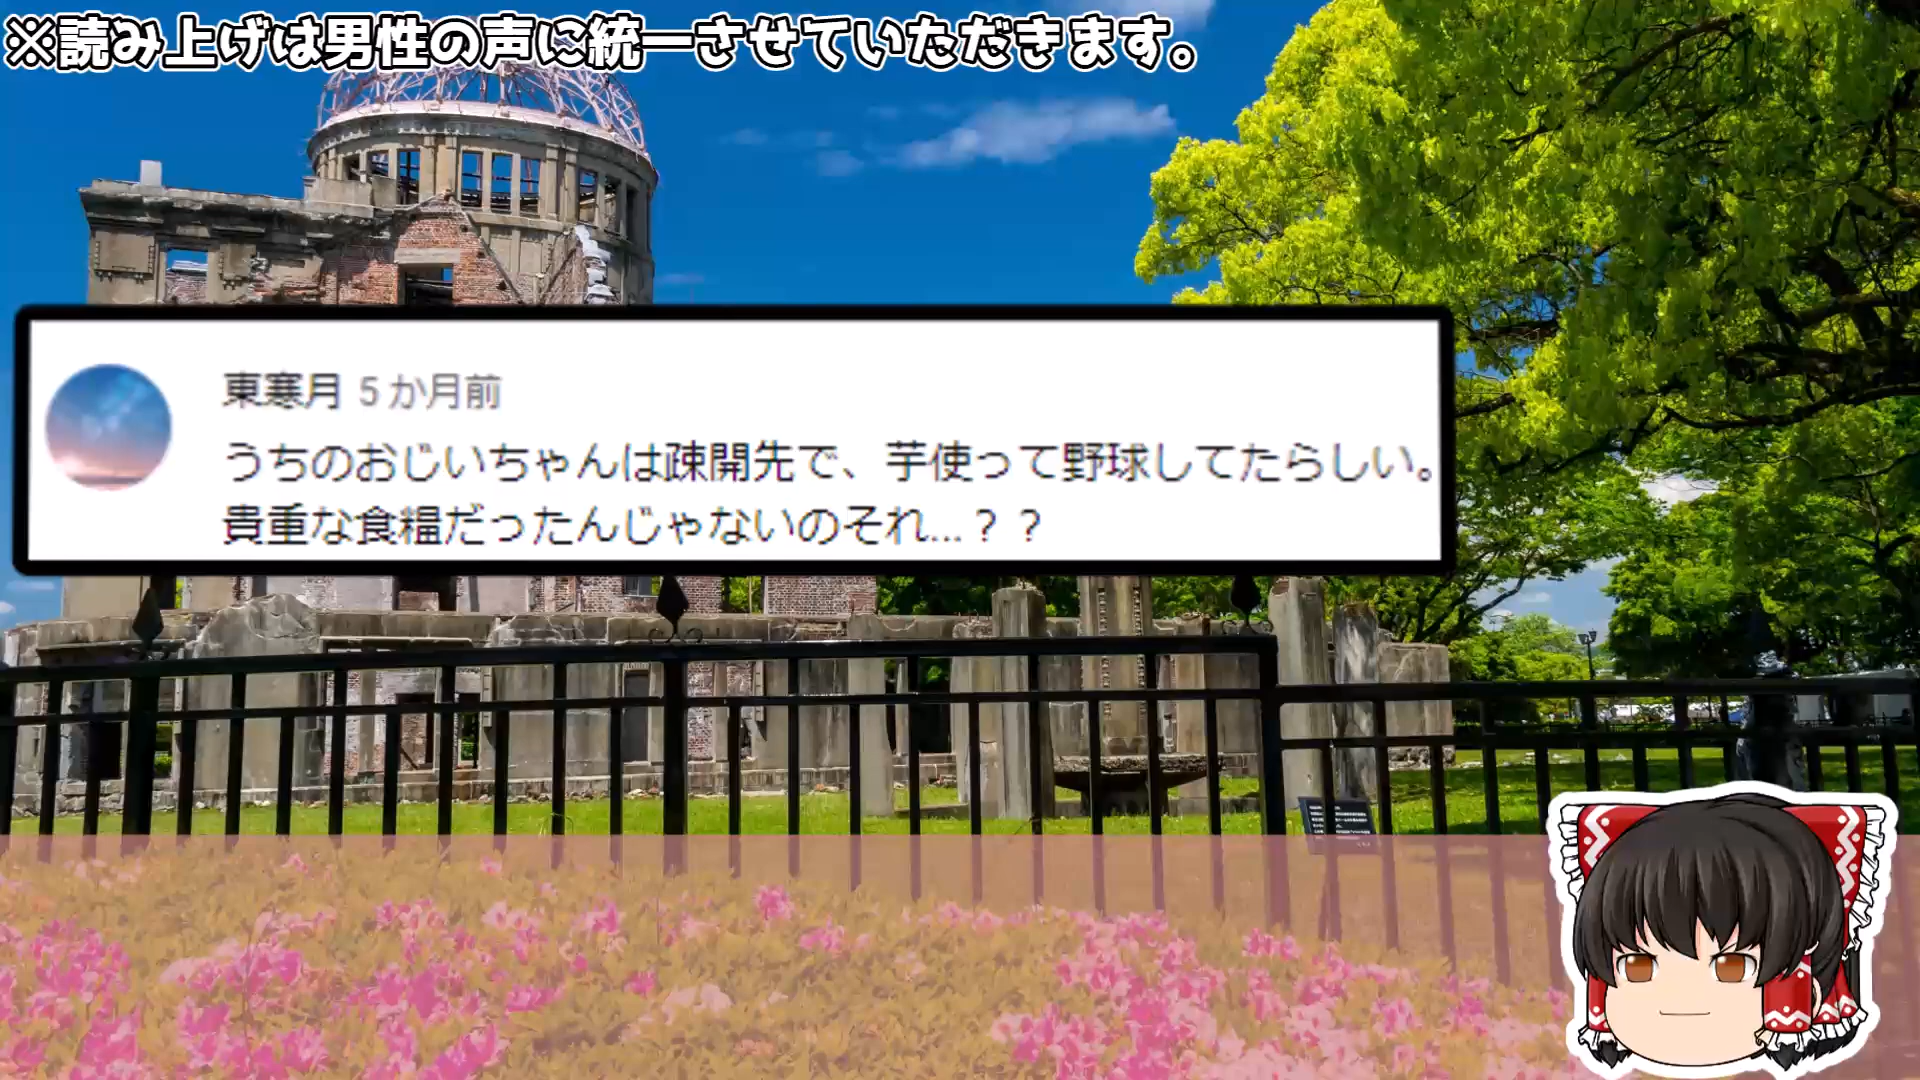 ※読み上げは男性の声に統一させていただきます。
東寒月 5 か月前
うちのおじいちゃんは疎開先で、芋使って野球してたらしい。
貴重な食糧だったんじゃないのそれ...？？